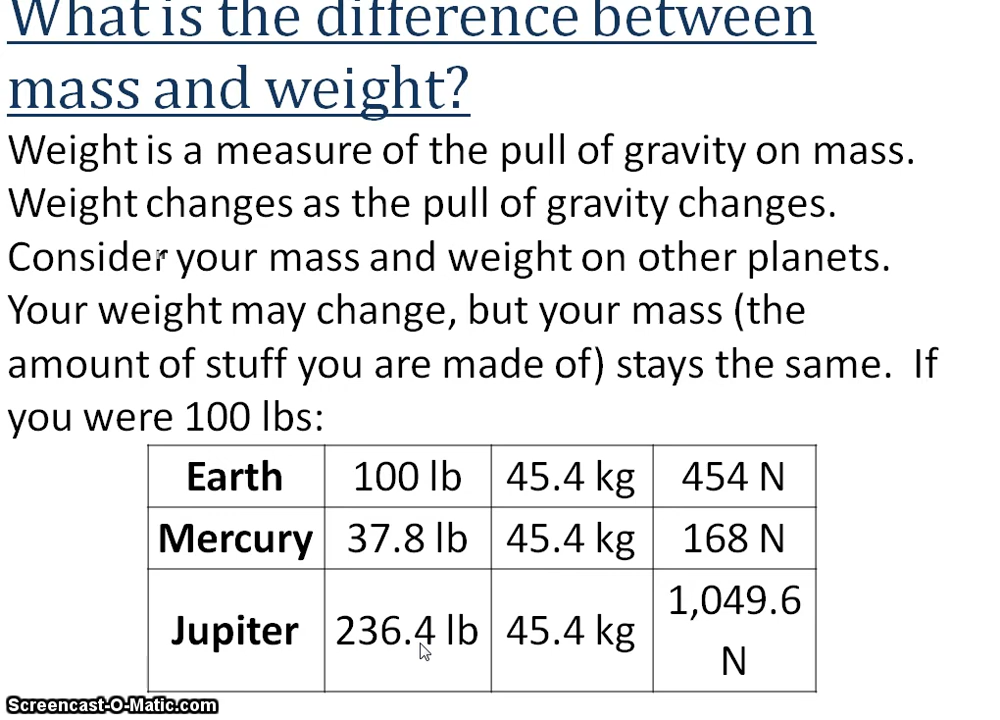 What is the difference between
mass and weight?
Weight is a measure of the pull of gravity on mass.
Weight changes as the pull of gravity changes.
Consider your mass and weight on other planets.
Your weight may change, but your mass (the
amount of stuff you are made of) stays the same. If
you were 100 lbs:
Earth 100 lb 45.4 kg 454 N
Mercury 37.8 lb 45.4 kg 168 N
Jupiter 236.4 lb 45.4 kg 1,049.6
N
Screencast-O-Matic.com